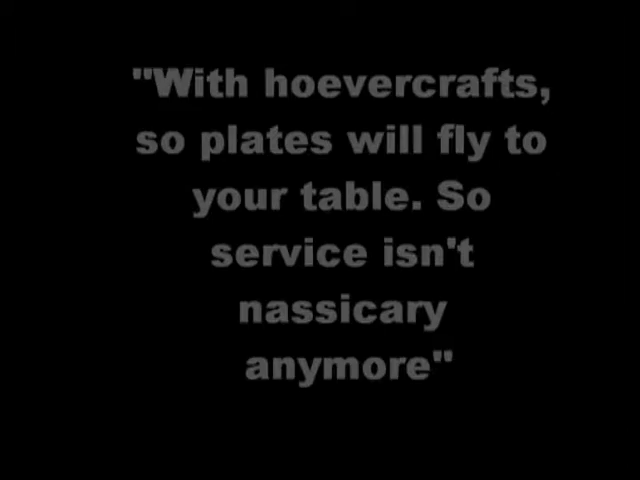 "With hoevercrafts,
so plates will fly to
your table. So
service isn't
nassicary
anymore"